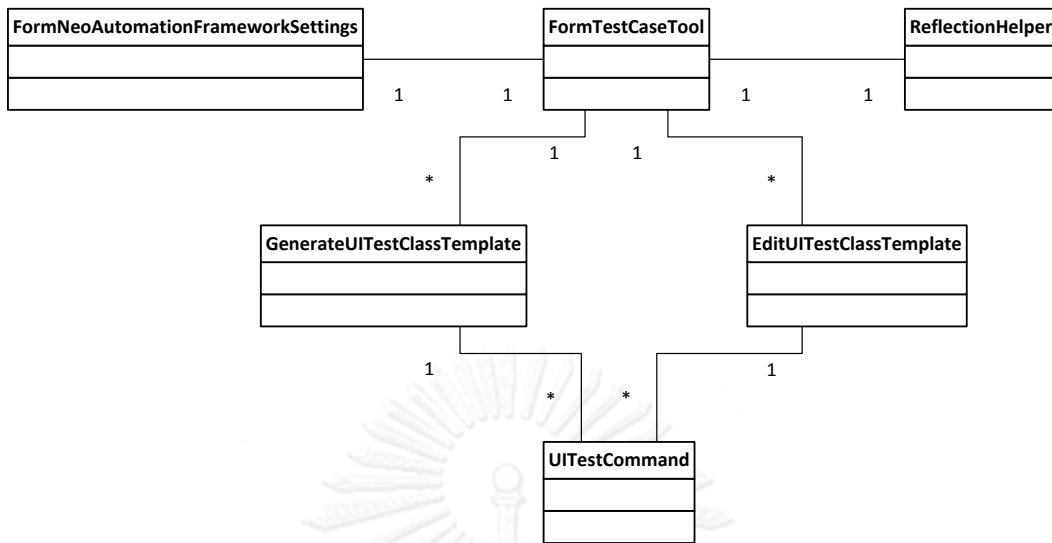 FormNeoAutomationFrameworkSettings
FormTestCaseTool
ReflectionHelper
1
1
1
1
1
1
*
*
GenerateUITestClassTemplate
EditUITestClassTemplate
1
1
*
*
UITestCommand